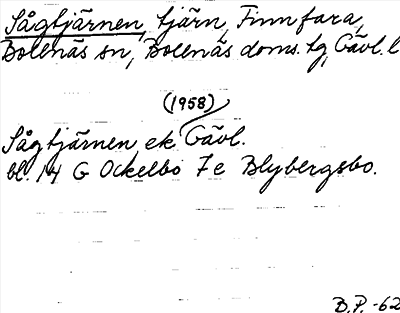 Sågtjärnen, tjärn, Finnfara,
Bollnäs sn, Bollnäs doms. tg, Gävl. l
(1958)
Sågtjärnen ek Gävl.
bl. 14 G Ockelbo 7e Blybergsbo.
B.P. -62